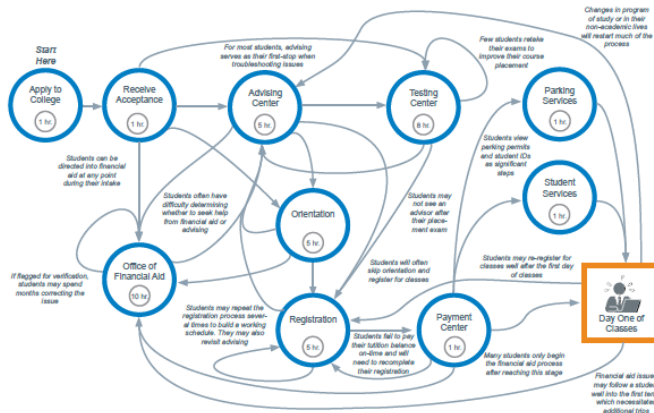 Start
Here
Apply to
College
1 hr.
Receive
Acceptance
1 hr.
For most students, advising
serves as their first-stop when
troubleshooting issues
Advising
Center
5 hr.
Few students retake
their exams to
improve their course
placement
Testing
Center
8 hr.
Changes in program
of study or in their
non-academic lives
will restart much of the
process
Parking
Services
1 hr.
Students can be
directed into financial
aid at any point
during their intake
Students often have
difficulty determining
whether to seek help
from financial aid or
advising
Orientation
5 hr.
Students may
not see an
advisor after
their place-
ment exam
Students view
parking permits
and student IDs
as significant
steps
Student
Services
1 hr.
If flagged for verification,
students may spend
months correcting the
issue
Office of
Financial Aid
10 hr.
Students will often
skip orientation and
register for classes
Students may re-register for
classes well after the first day
of classes
Students may repeat the
registration process sever-
al times to build a working
schedule. They may also
revisit advising
Registration
5 hr.
Students fail to pay
their tutition balance
on-time and will
need to recomplete
their registration
Payment
Center
1 hr.
Day One of
Classes
Many students only begin
the financial aid process
after reaching this stage
Financial aid issue
may follow a studen
well into the first ter
which necessitate
additional trips